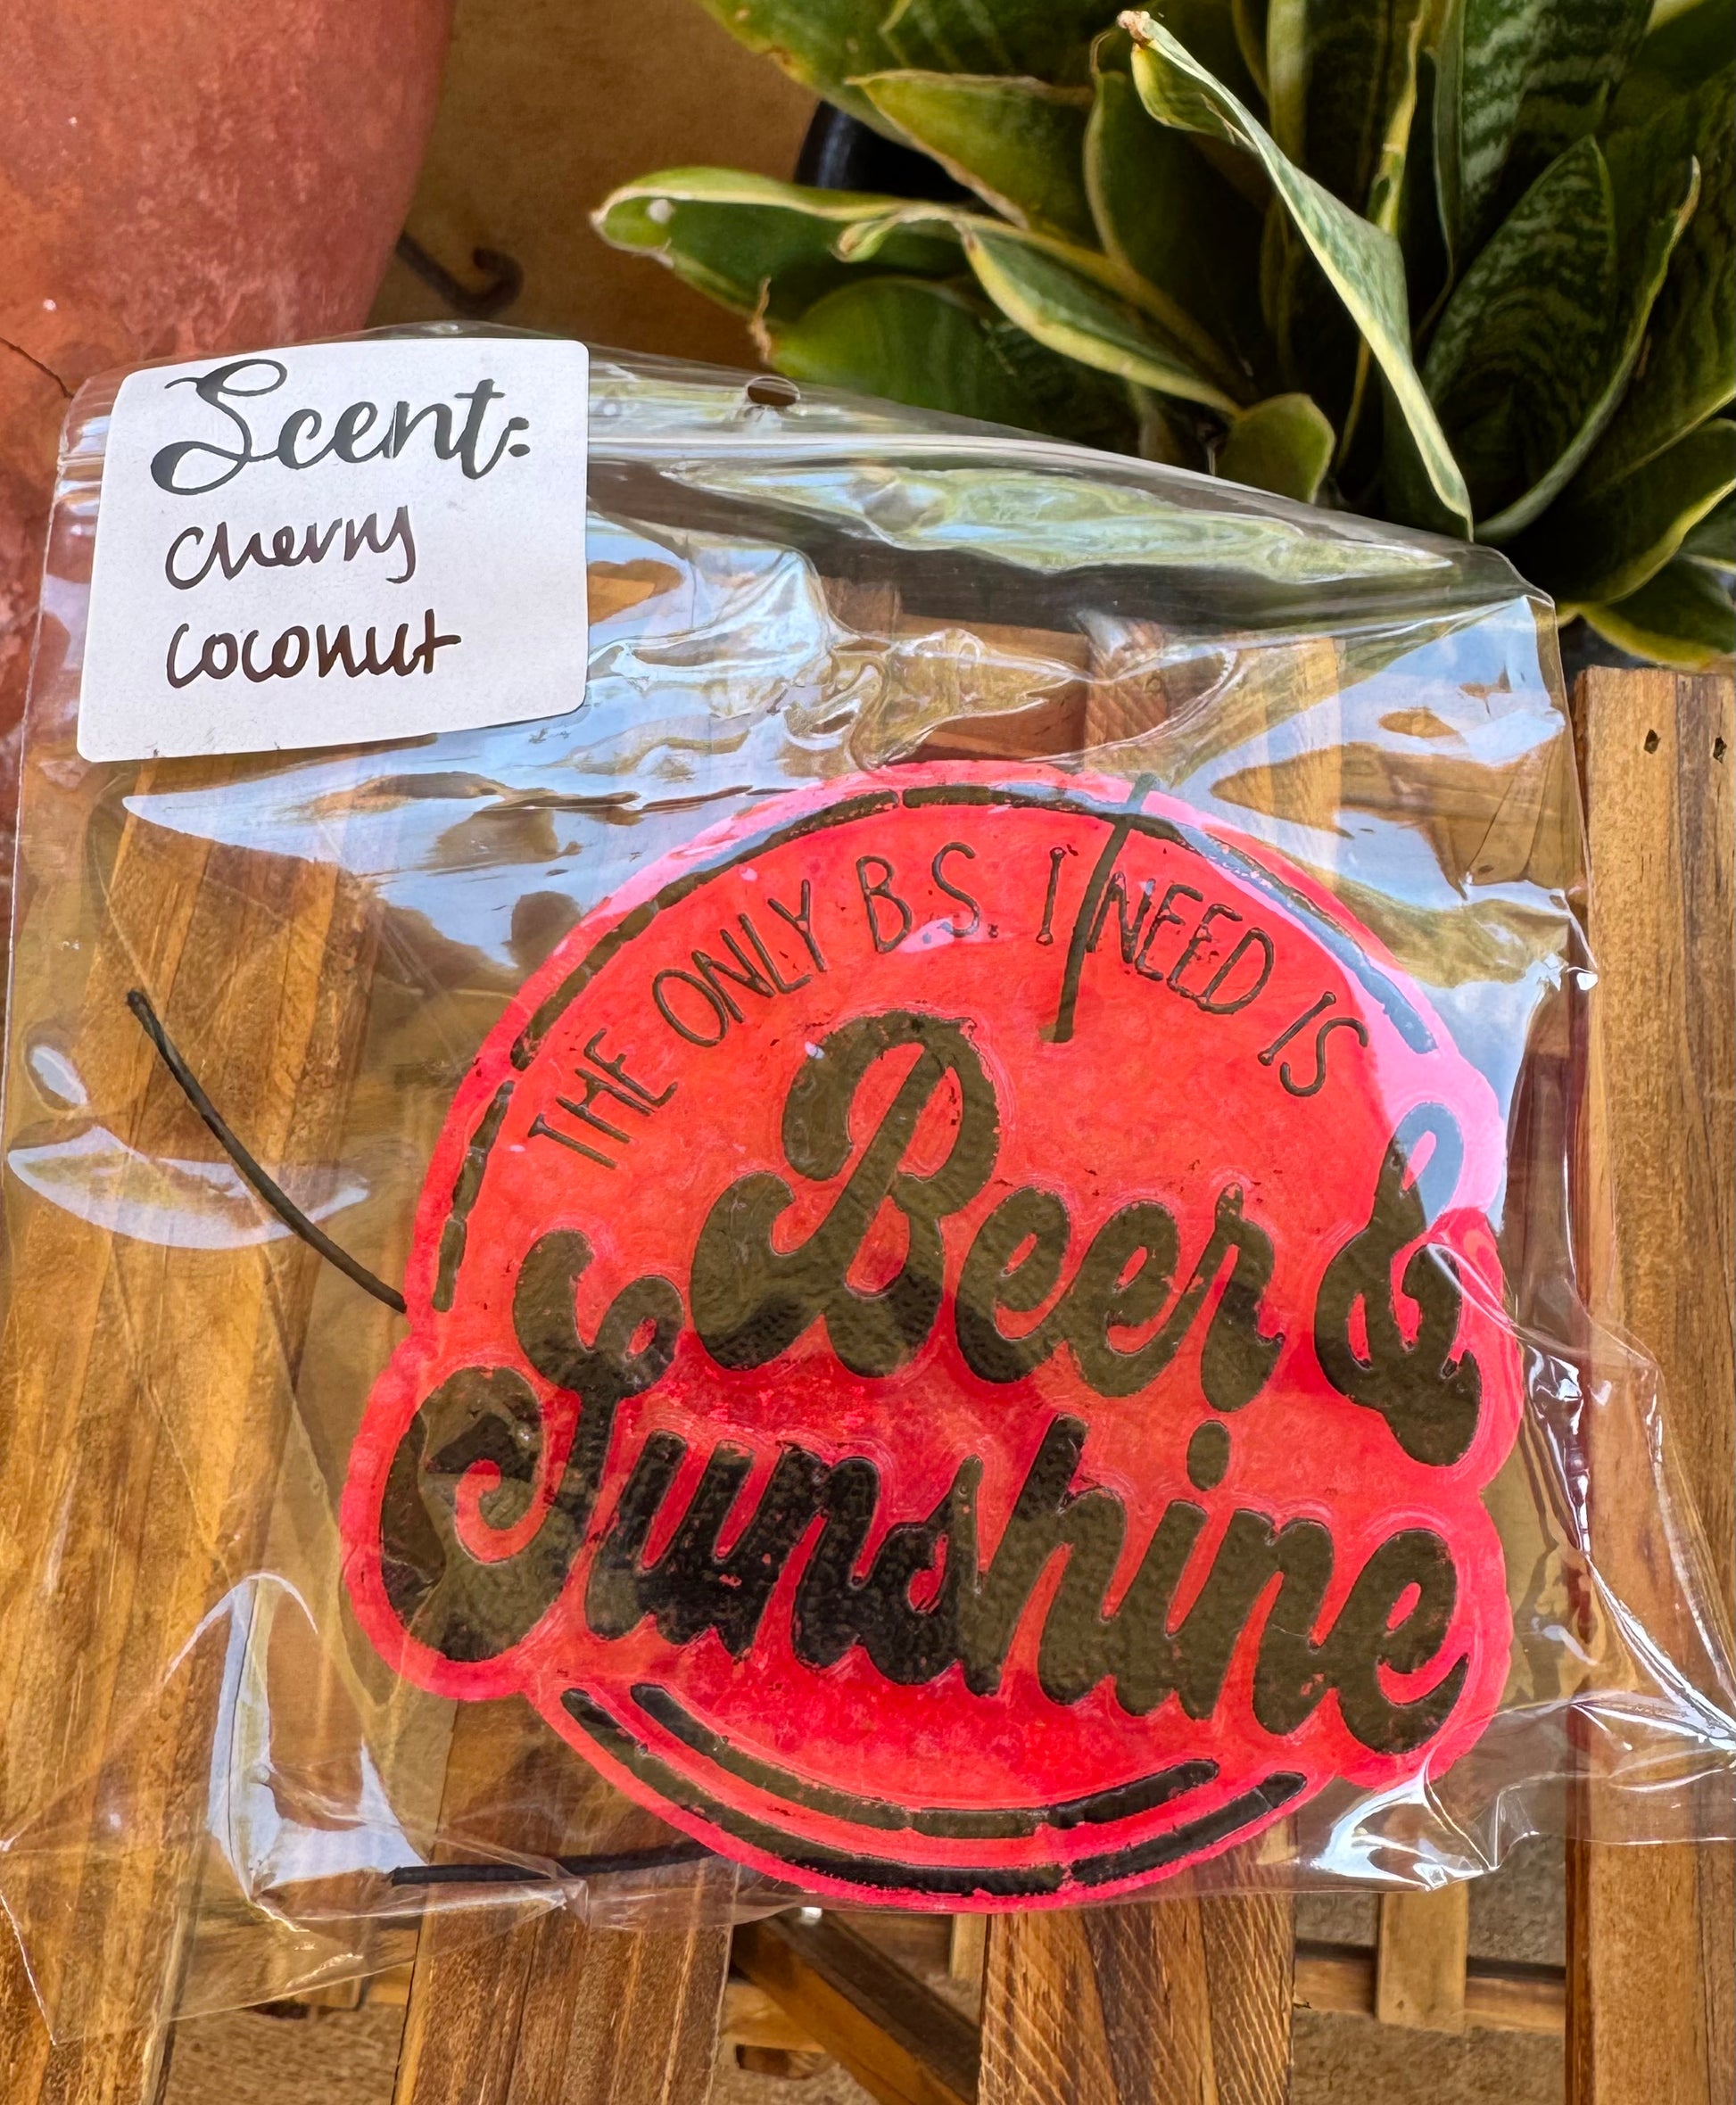 Scent:
cherry
coconut
THE ONLY B.S. I NEED IS
Beer &
Sunshine